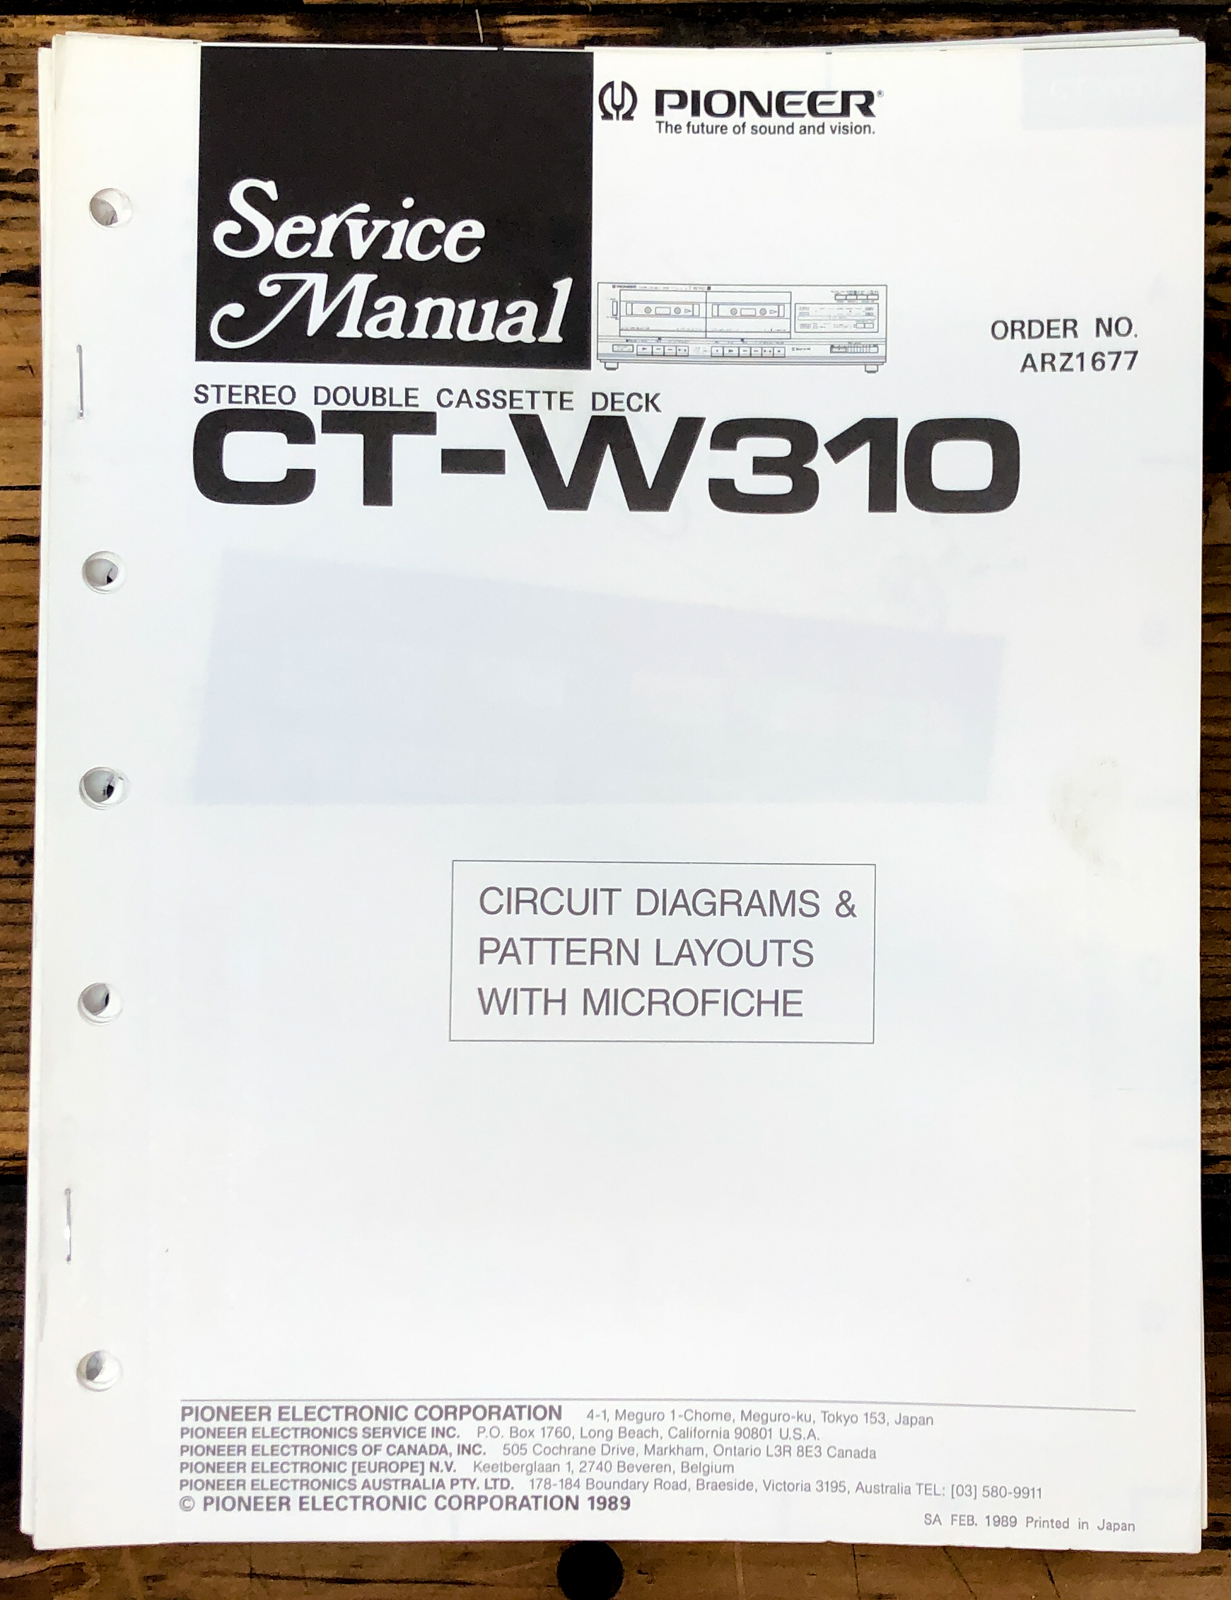 PIONEER®
The future of sound and vision.
Service
Manual
ORDER NO.
ARZ1677
STEREO DOUBLE CASSETTE DECK
CT-W310
CIRCUIT DIAGRAMS &
PATTERN LAYOUTS
WITH MICROFICHE
PIONEER ELECTRONIC CORPORATION 4-1, Meguro 1-Chome, Meguro-ku, Tokyo 153, Japan
PIONEER ELECTRONICS SERVICE INC. P.O. Box 1760, Long Beach, California 90801 U.S.A.
PIONEER ELECTRONICS OF CANADA, INC. 505 Cochrane Drive, Markham, Ontario L3R 8E3 Canada
PIONEER ELECTRONIC [EUROPE] N.V. Keetberglaan 1, 2740 Beveren, Belgium
PIONEER ELECTRONICS AUSTRALIA PTY. LTD. 178-184 Boundary Road, Braeside, Victoria 3195, Australia TEL: [03] 580-9911
© PIONEER ELECTRONIC CORPORATION 1989
SA FEB. 1989 Printed in Japan